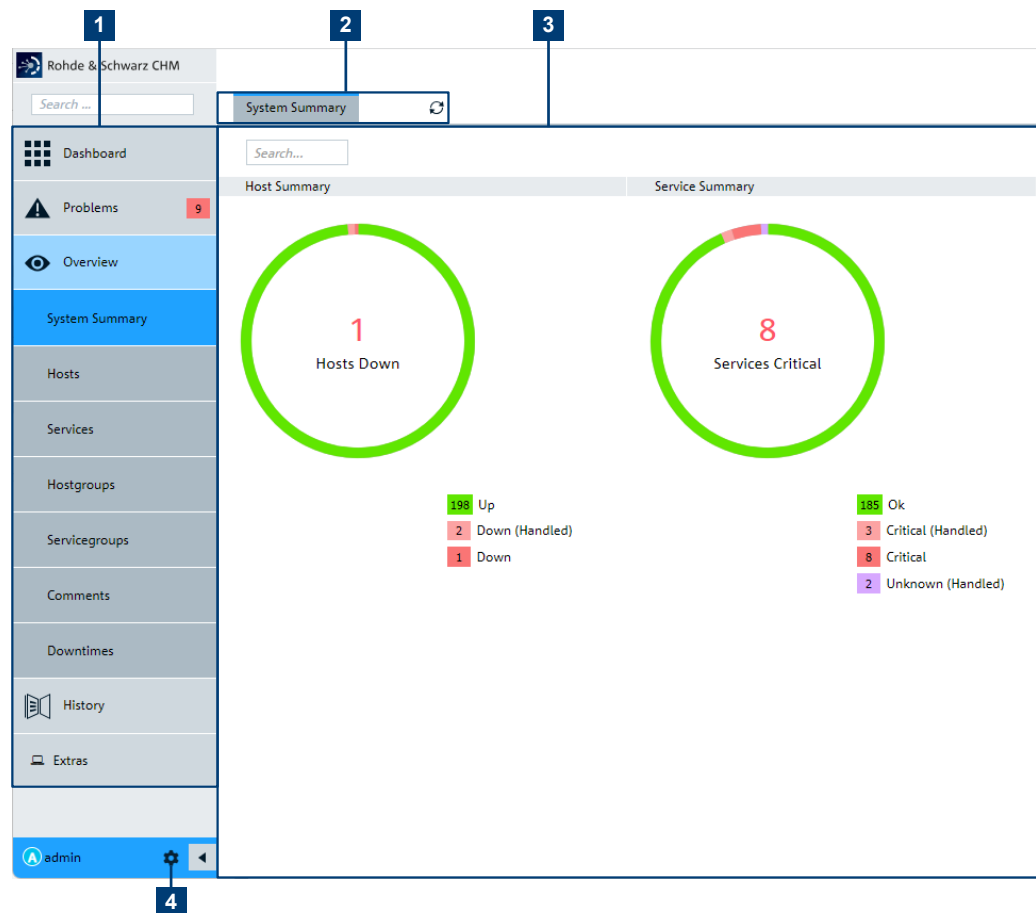 1
2
3
Rohde & Schwarz CHM
Search ...
System Summary
Dashboard
Search...
Host Summary
Service Summary
Problems
9
Overview
System Summary
Hosts
Services
Hostgroups
Servicegroups
Comments
Downtimes
History
Extras
1
Hosts Down
8
Services Critical
198 Up
2 Down (Handled)
1 Down
185 Ok
3 Critical (Handled)
8 Critical
2 Unknown (Handled)
A admin
4